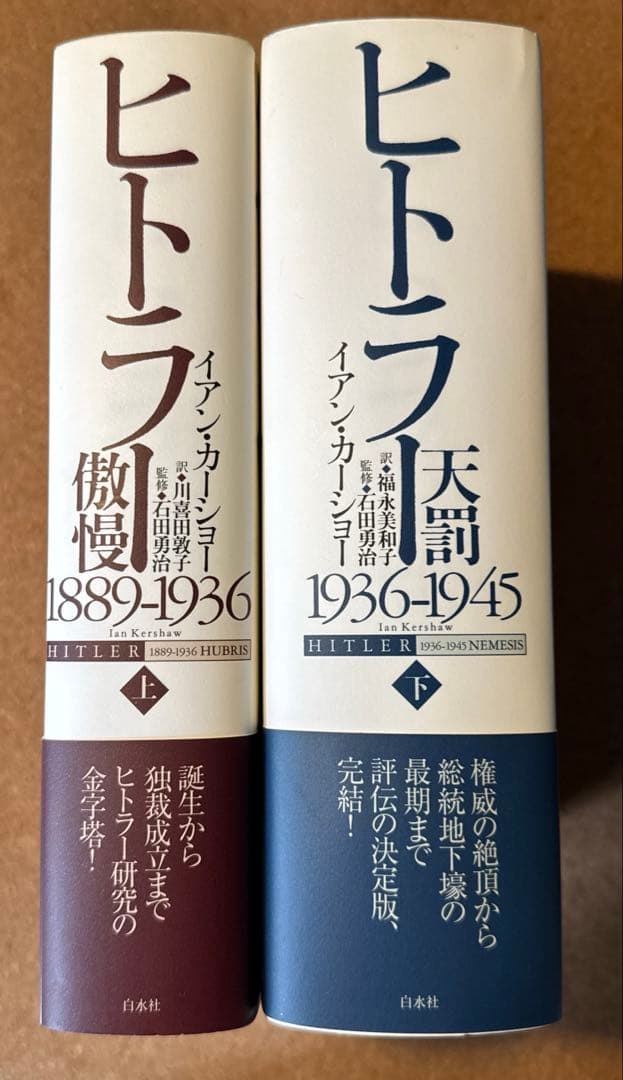 ヒトラー
傲慢
1889-1936
イアン・カーショー
訳◆川喜田敦子
監修◆石田勇治
Ian Kershaw
HITLER 1889-1936 HUBRIS
上
誕生から
独裁成立まで
ヒトラー研究の
金字塔!
白水社
ヒトラー
天罰
1936-1945
イアン・カーショー
訳◆福永美和子
監修◆石田勇治
Ian Kershaw
HITLER 1936-1945 NEMESIS
下
権威の絶頂から
総統地下壕の
最期まで
評伝の決定版、
完結!
白水社